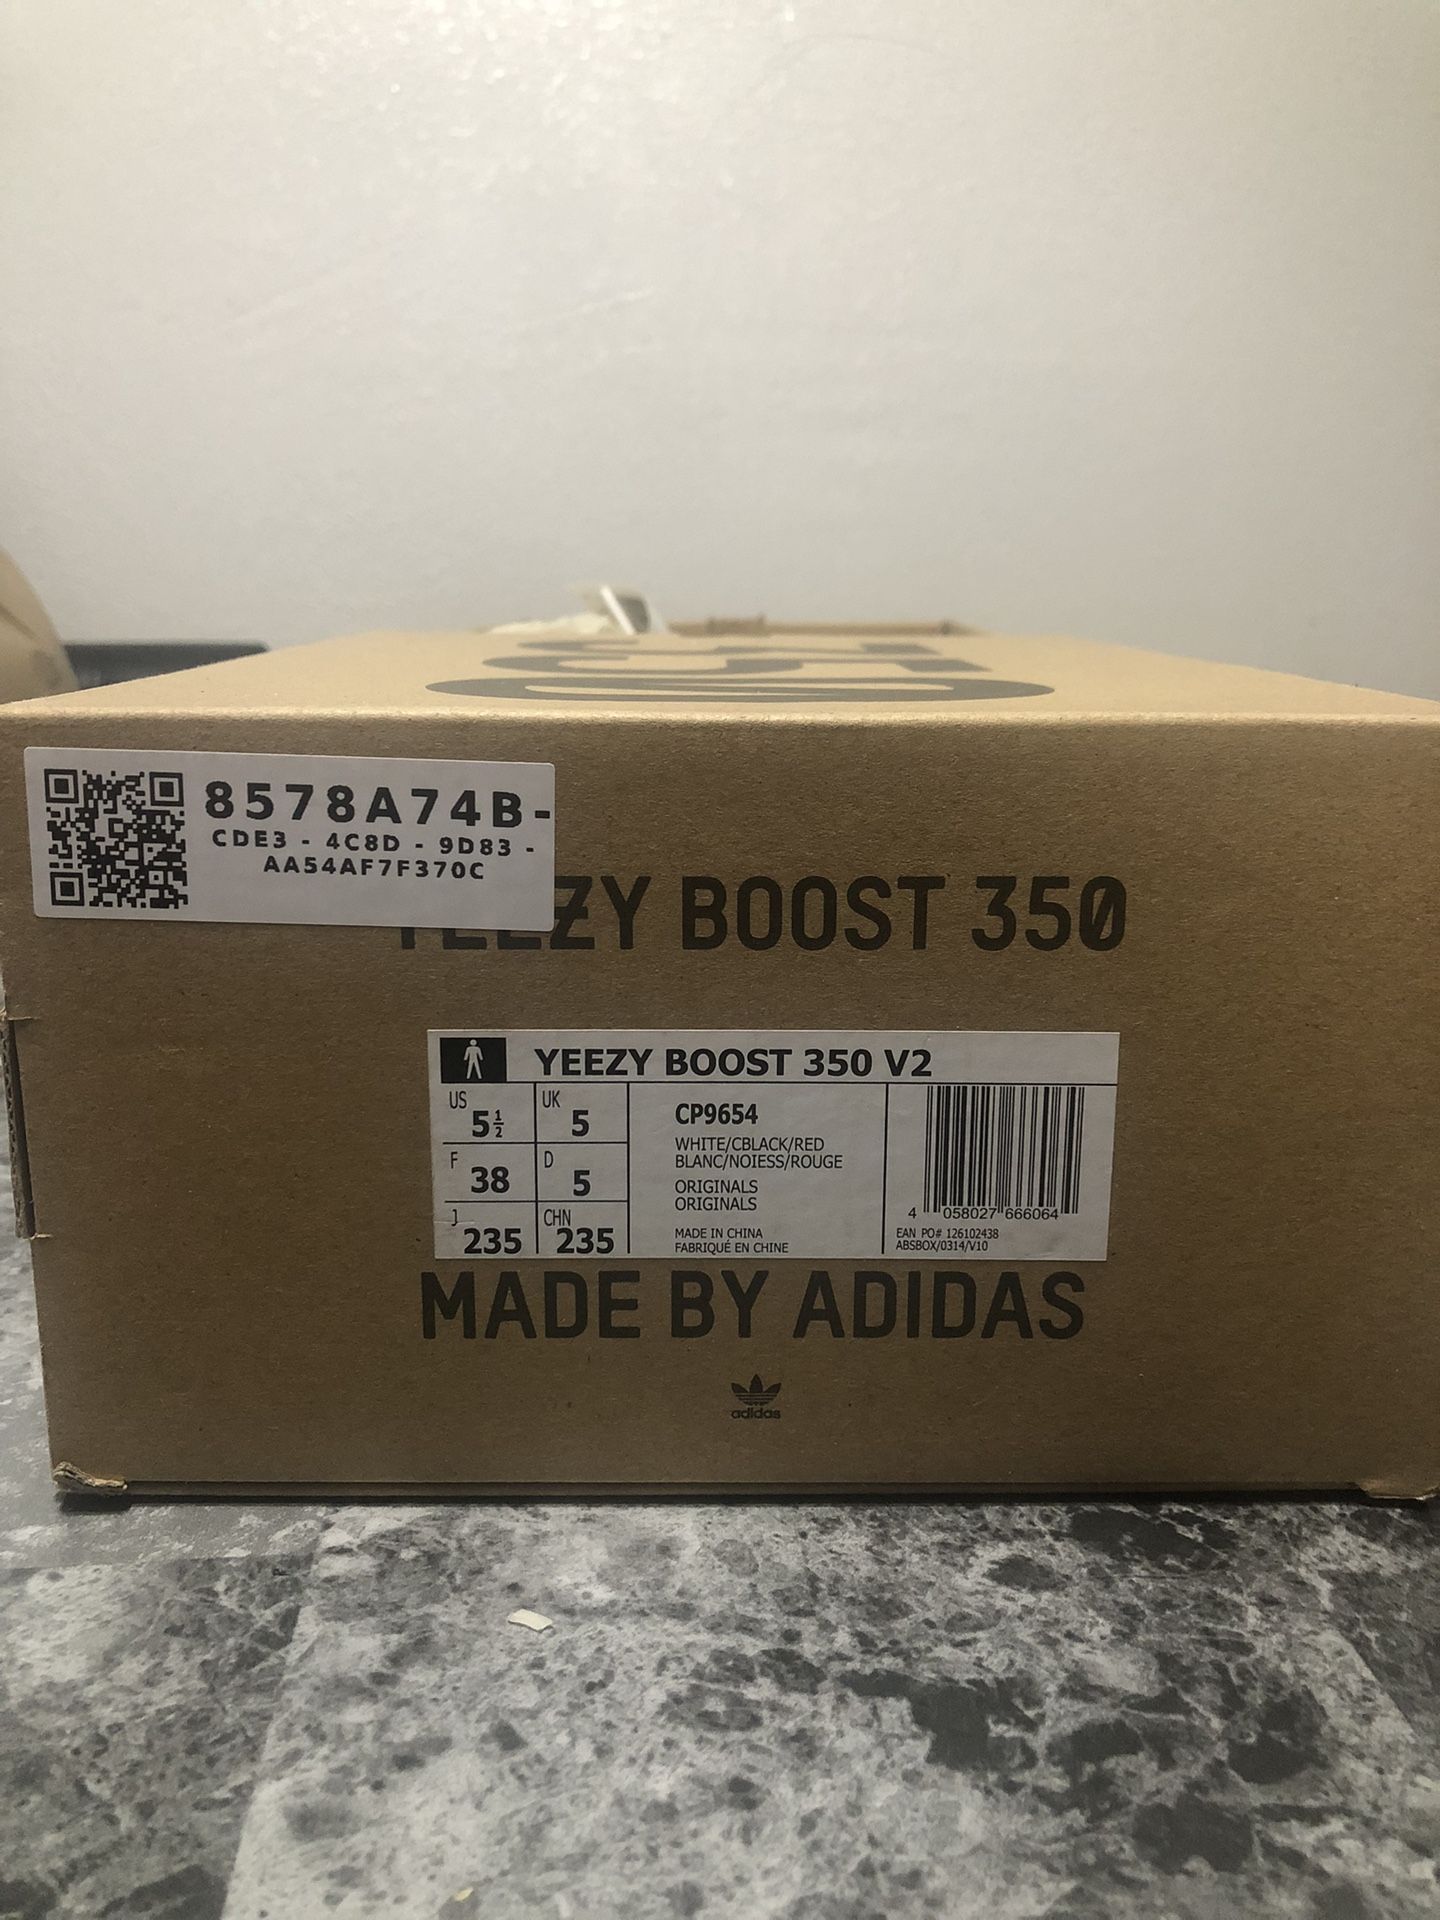 350
8578A74B-
CDE3 - 4C8D - 9D83 -
AA54AF7F370C
YEEZY BOOST 350
YEEZY BOOST 350 V2
US 5½ UK 5
F 38 D 5
J 235 CHN 235
CP9654
WHITE/CBLACK/RED
BLANC/NOIESS/ROUGE
ORIGINALS
ORIGINALS
MADE IN CHINA
FABRIQUÉ EN CHINE
4 058027 666064
EAN PO# 126102438
ABSBOX/0314/V10
MADE BY ADIDAS
adidas